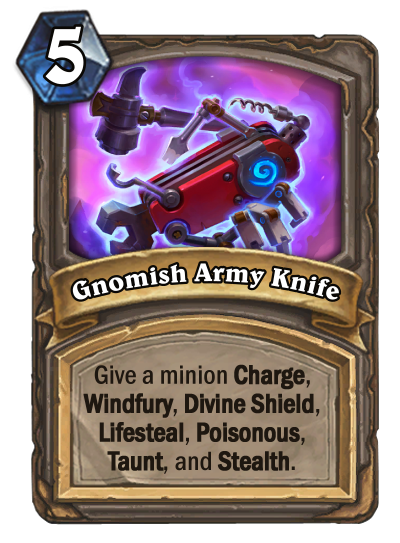 5
Gnomish Army Knife
Give a minion Charge,
Windfury, Divine Shield,
Lifesteal, Poisonous,
Taunt, and Stealth.